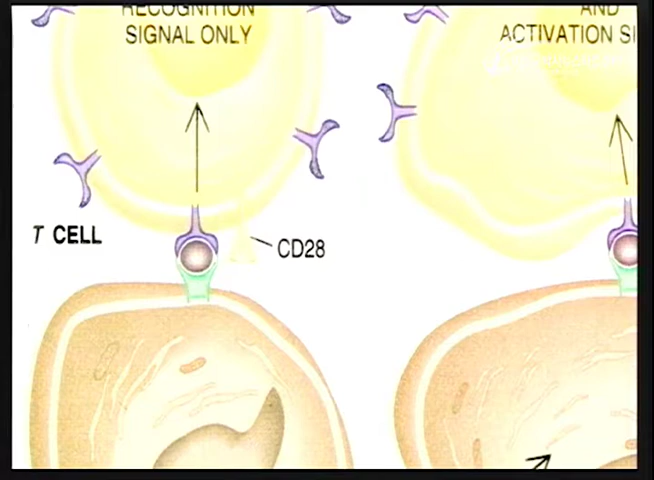 RECOGNITION
SIGNAL ONLY
AND
ACTIVATION SI
T CELL
CD28